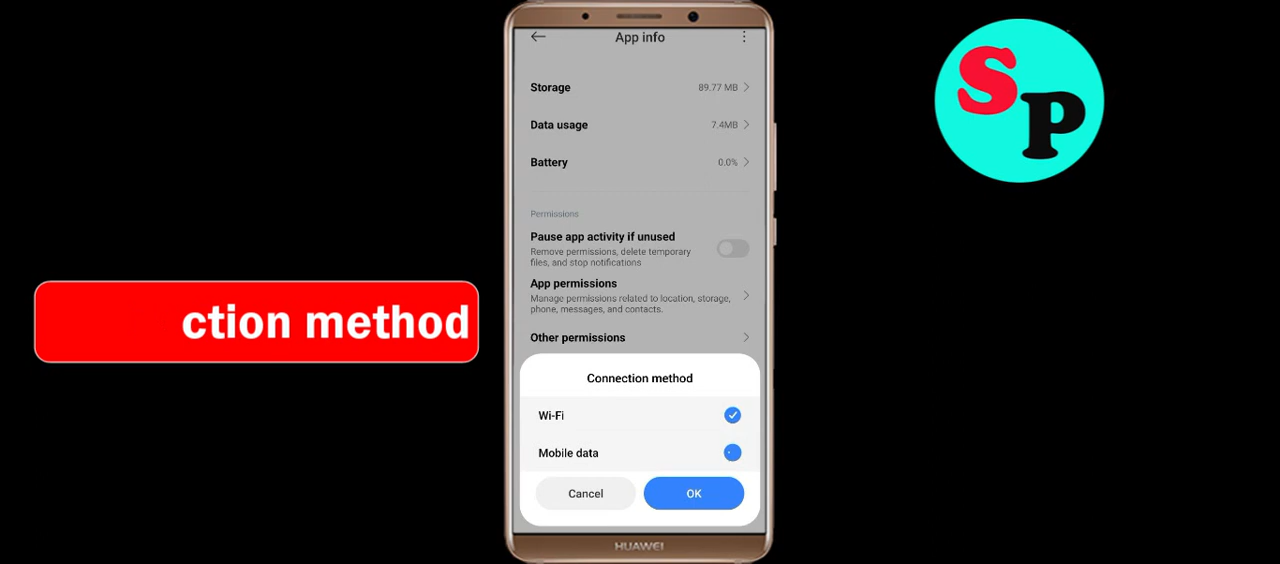 App info
Storage 89.77 MB
Data usage 7.4MB
Battery 0.0%
Permissions
Pause app activity if unused
Remove permissions, delete temporary
files, and stop notifications
App permissions
Manage permissions related to location, storage,
phone, messages, and contacts.
Other permissions
Connection method
Wi-Fi
Mobile data
Cancel OK
HUAWEI
ction method
SP